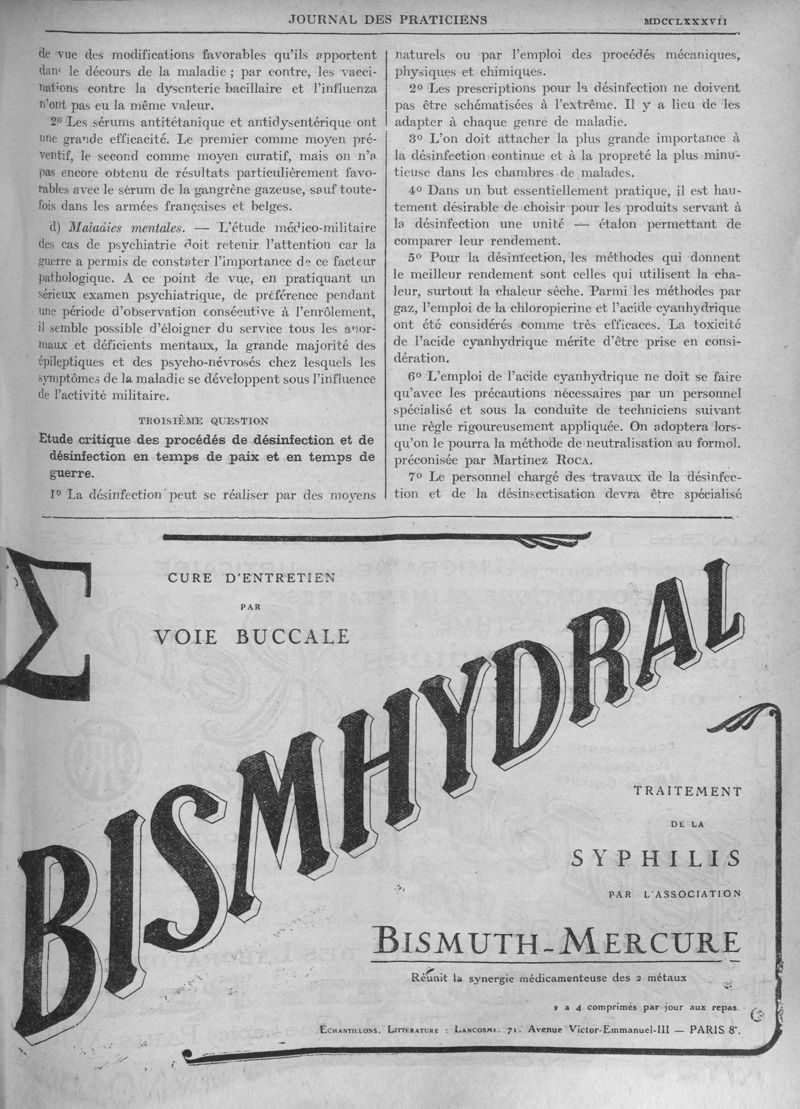 JOURNAL DES PRATICIENS
MDCCLXXXVII
de vue des modifications favorables qu'ils apportent
dans le décours de la maladie ; par contre, les vacci-
nations contre la dysenterie bacillaire et l'influenza
n'ont pas eu la même valeur.
2º Les sérums antitétanique et antidysentérique ont
une grande efficacité. Le premier comme moyen pré-
ventif, le second comme moyen curatif, mais on n'a
pas encore obtenu de résultats particulièrement favo-
rables avec le sérum de la gangrène gazeuse, sauf toute-
fois dans les armées françaises et belges.
d) Maladies mentales. — L'étude médico-militaire
des cas de psychiatrie doit retenir l'attention car la
guerre a permis de constater l'importance de ce facteur
pathologique. A ce point de vue, en pratiquant un
sérieux examen psychiatrique, de préférence pendant
une période d'observation consécutive à l'enrôlement,
il semble possible d'éloigner du service tous les anor-
maux et déficients mentaux, la grande majorité des
épileptiques et des psycho-névrosés chez lesquels les
symptômes de la maladie se développent sous l'influence
de l'activité militaire.
TROISIÈME QUESTION
Etude critique des procédés de désinfection et de
désinfection en temps de paix et en temps de
guerre.
1º La désinfection peut se réaliser par des moyens
naturels ou par l'emploi des procédés mécaniques,
physiques et chimiques.
2º Les prescriptions pour la désinfection ne doivent
pas être schématisées à l'extrême. Il y a lieu de les
adapter à chaque genre de maladie.
3º L'on doit attacher la plus grande importance à
la désinfection continue et à la propreté la plus minu-
tieuse dans les chambres de malades.
4º Dans un but essentiellement pratique, il est hau-
tement désirable de choisir pour les produits servant à
la désinfection une unité — étalon permettant de
comparer leur rendement.
5º Pour la désinfection, les méthodes qui donnent
le meilleur rendement sont celles qui utilisent la cha-
leur, surtout la chaleur sèche. Parmi les méthodes par
gaz, l'emploi de la chloropicrine et l'acide cyanhydrique
ont été considérés comme très efficaces. La toxicité
de l'acide cyanhydrique mérite d'être prise en consi-
dération.
6º L'emploi de l'acide cyanhydrique ne doit se faire
qu'avec les précautions nécessaires par un personnel
spécialisé et sous la conduite de techniciens suivant
une règle rigoureusement appliquée. On adoptera lors-
qu'on le pourra la méthode de neutralisation au formol.
préconisée par Martinez ROCA.
7º Le personnel chargé des travaux de la désinfec-
tion et de la désinsectisation devra être spécialisé
Σ
CURE D'ENTRETIEN
PAR
VOIE BUCCALE
BISMHYDRAL
TRAITEMENT
DE LA
SYPHILIS
PAR L'ASSOCIATION
BISMUTH-MERCURE
Réunit la synergie médicamenteuse des 2 métaux
2 a 4 comprimés par jour aux repas.
ÉCHANTILLONS, LITTÉRATURE : LANCOSME, 71, Avenue Victor-Emmanuel-III — PARIS 8e.